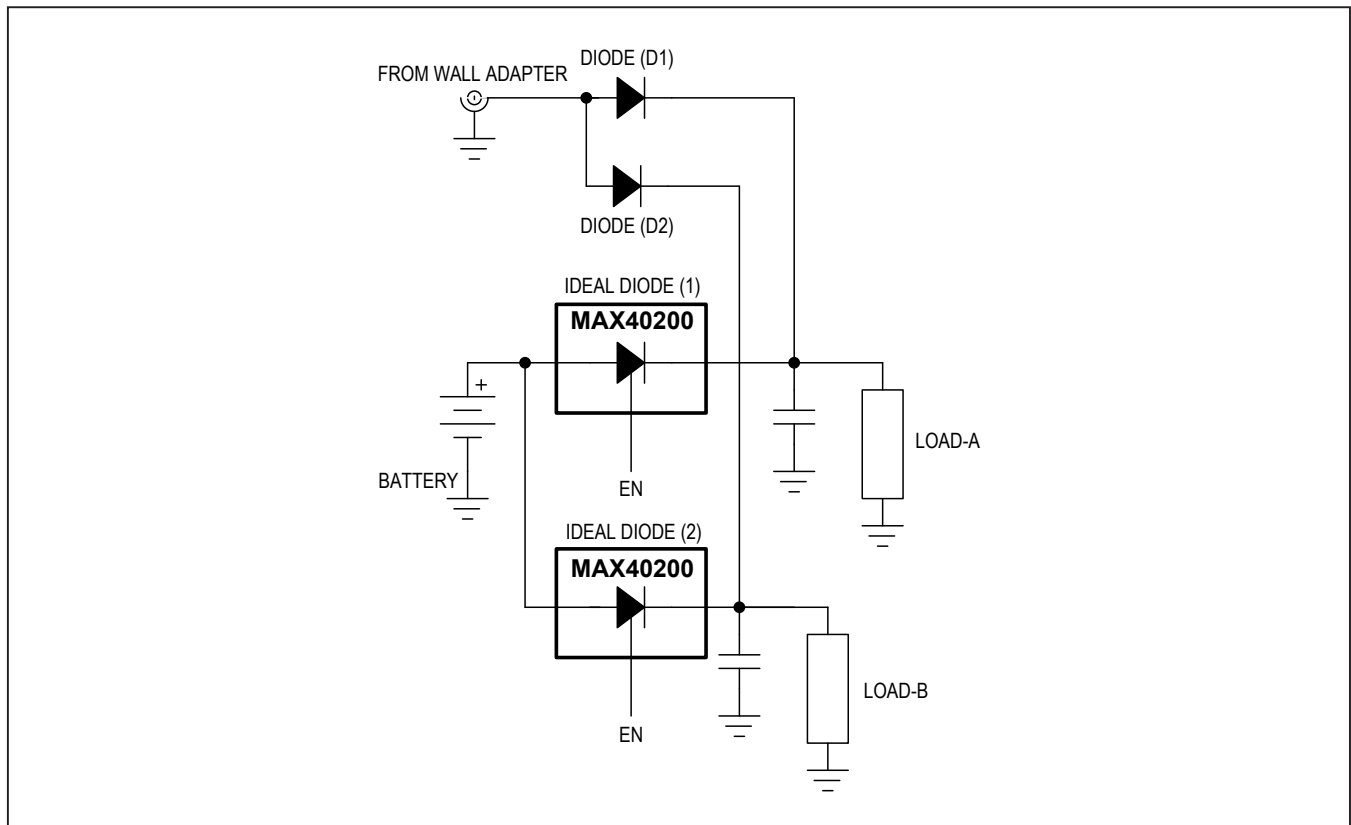 DIODE (D1)
FROM WALL ADAPTER
DIODE (D2)
IDEAL DIODE (1)
MAX40200
+
BATTERY
EN
LOAD-A
IDEAL DIODE (2)
MAX40200
EN
LOAD-B